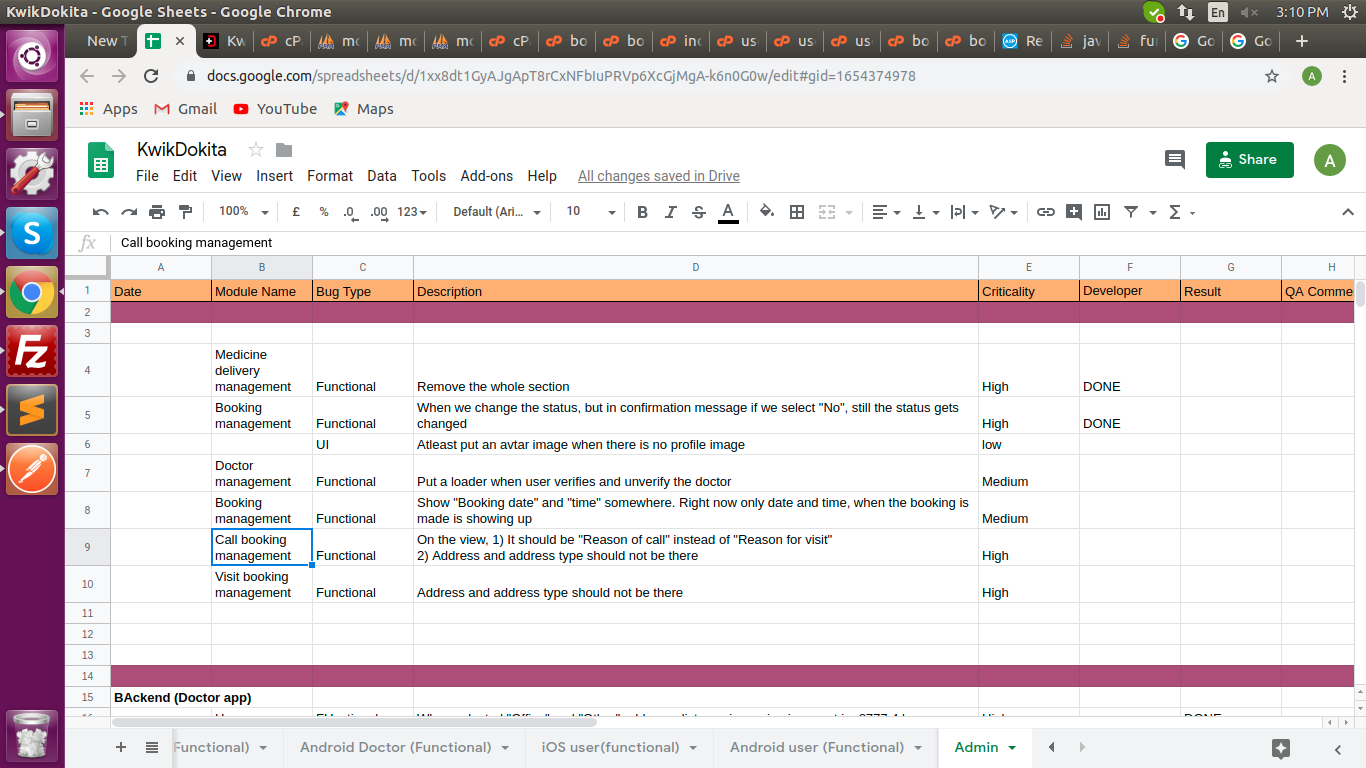 KwikDokita - Google Sheets - Google Chrome
En
3:10 PM
New T
Kw
cP
mc
mc
mc
cP
bo
bo
inc
us
us
us
bo
bo
Re
jav
fur
Go
Go
docs.google.com/spreadsheets/d/1xx8dt1GyAJgApT8rCxNFbIuPRVp6XcGjMgA-k6n0G0w/edit#gid=1654374978
A
Apps
Gmail
YouTube
Maps
KwikDokita
Share
A
File Edit View Insert Format Data Tools Add-ons Help All changes saved in Drive
100% £ % .0 .00 123 Default (Ari... 10 B I S A
fx Call booking management
A B C D E F G H
1 Date Module Name Bug Type Description Criticality Developer Result QA Comme
2
3
4 Medicine delivery management Functional Remove the whole section High DONE
5 Booking management Functional When we change the status, but in confirmation message if we select "No", still the status gets changed High DONE
6 UI Atleast put an avtar image when there is no profile image low
7 Doctor management Functional Put a loader when user verifies and unverify the doctor Medium
8 Booking management Functional Show "Booking date" and "time" somewhere. Right now only date and time, when the booking is made is showing up Medium
9 Call booking management Functional On the view, 1) It should be "Reason of call" instead of "Reason for visit"
2) Address and address type should not be there High
10 Visit booking management Functional Address and address type should not be there High
11
12
13
14
15 BAckend (Doctor app)
Functional) Android Doctor (Functional) iOS user(functional) Android user (Functional) Admin